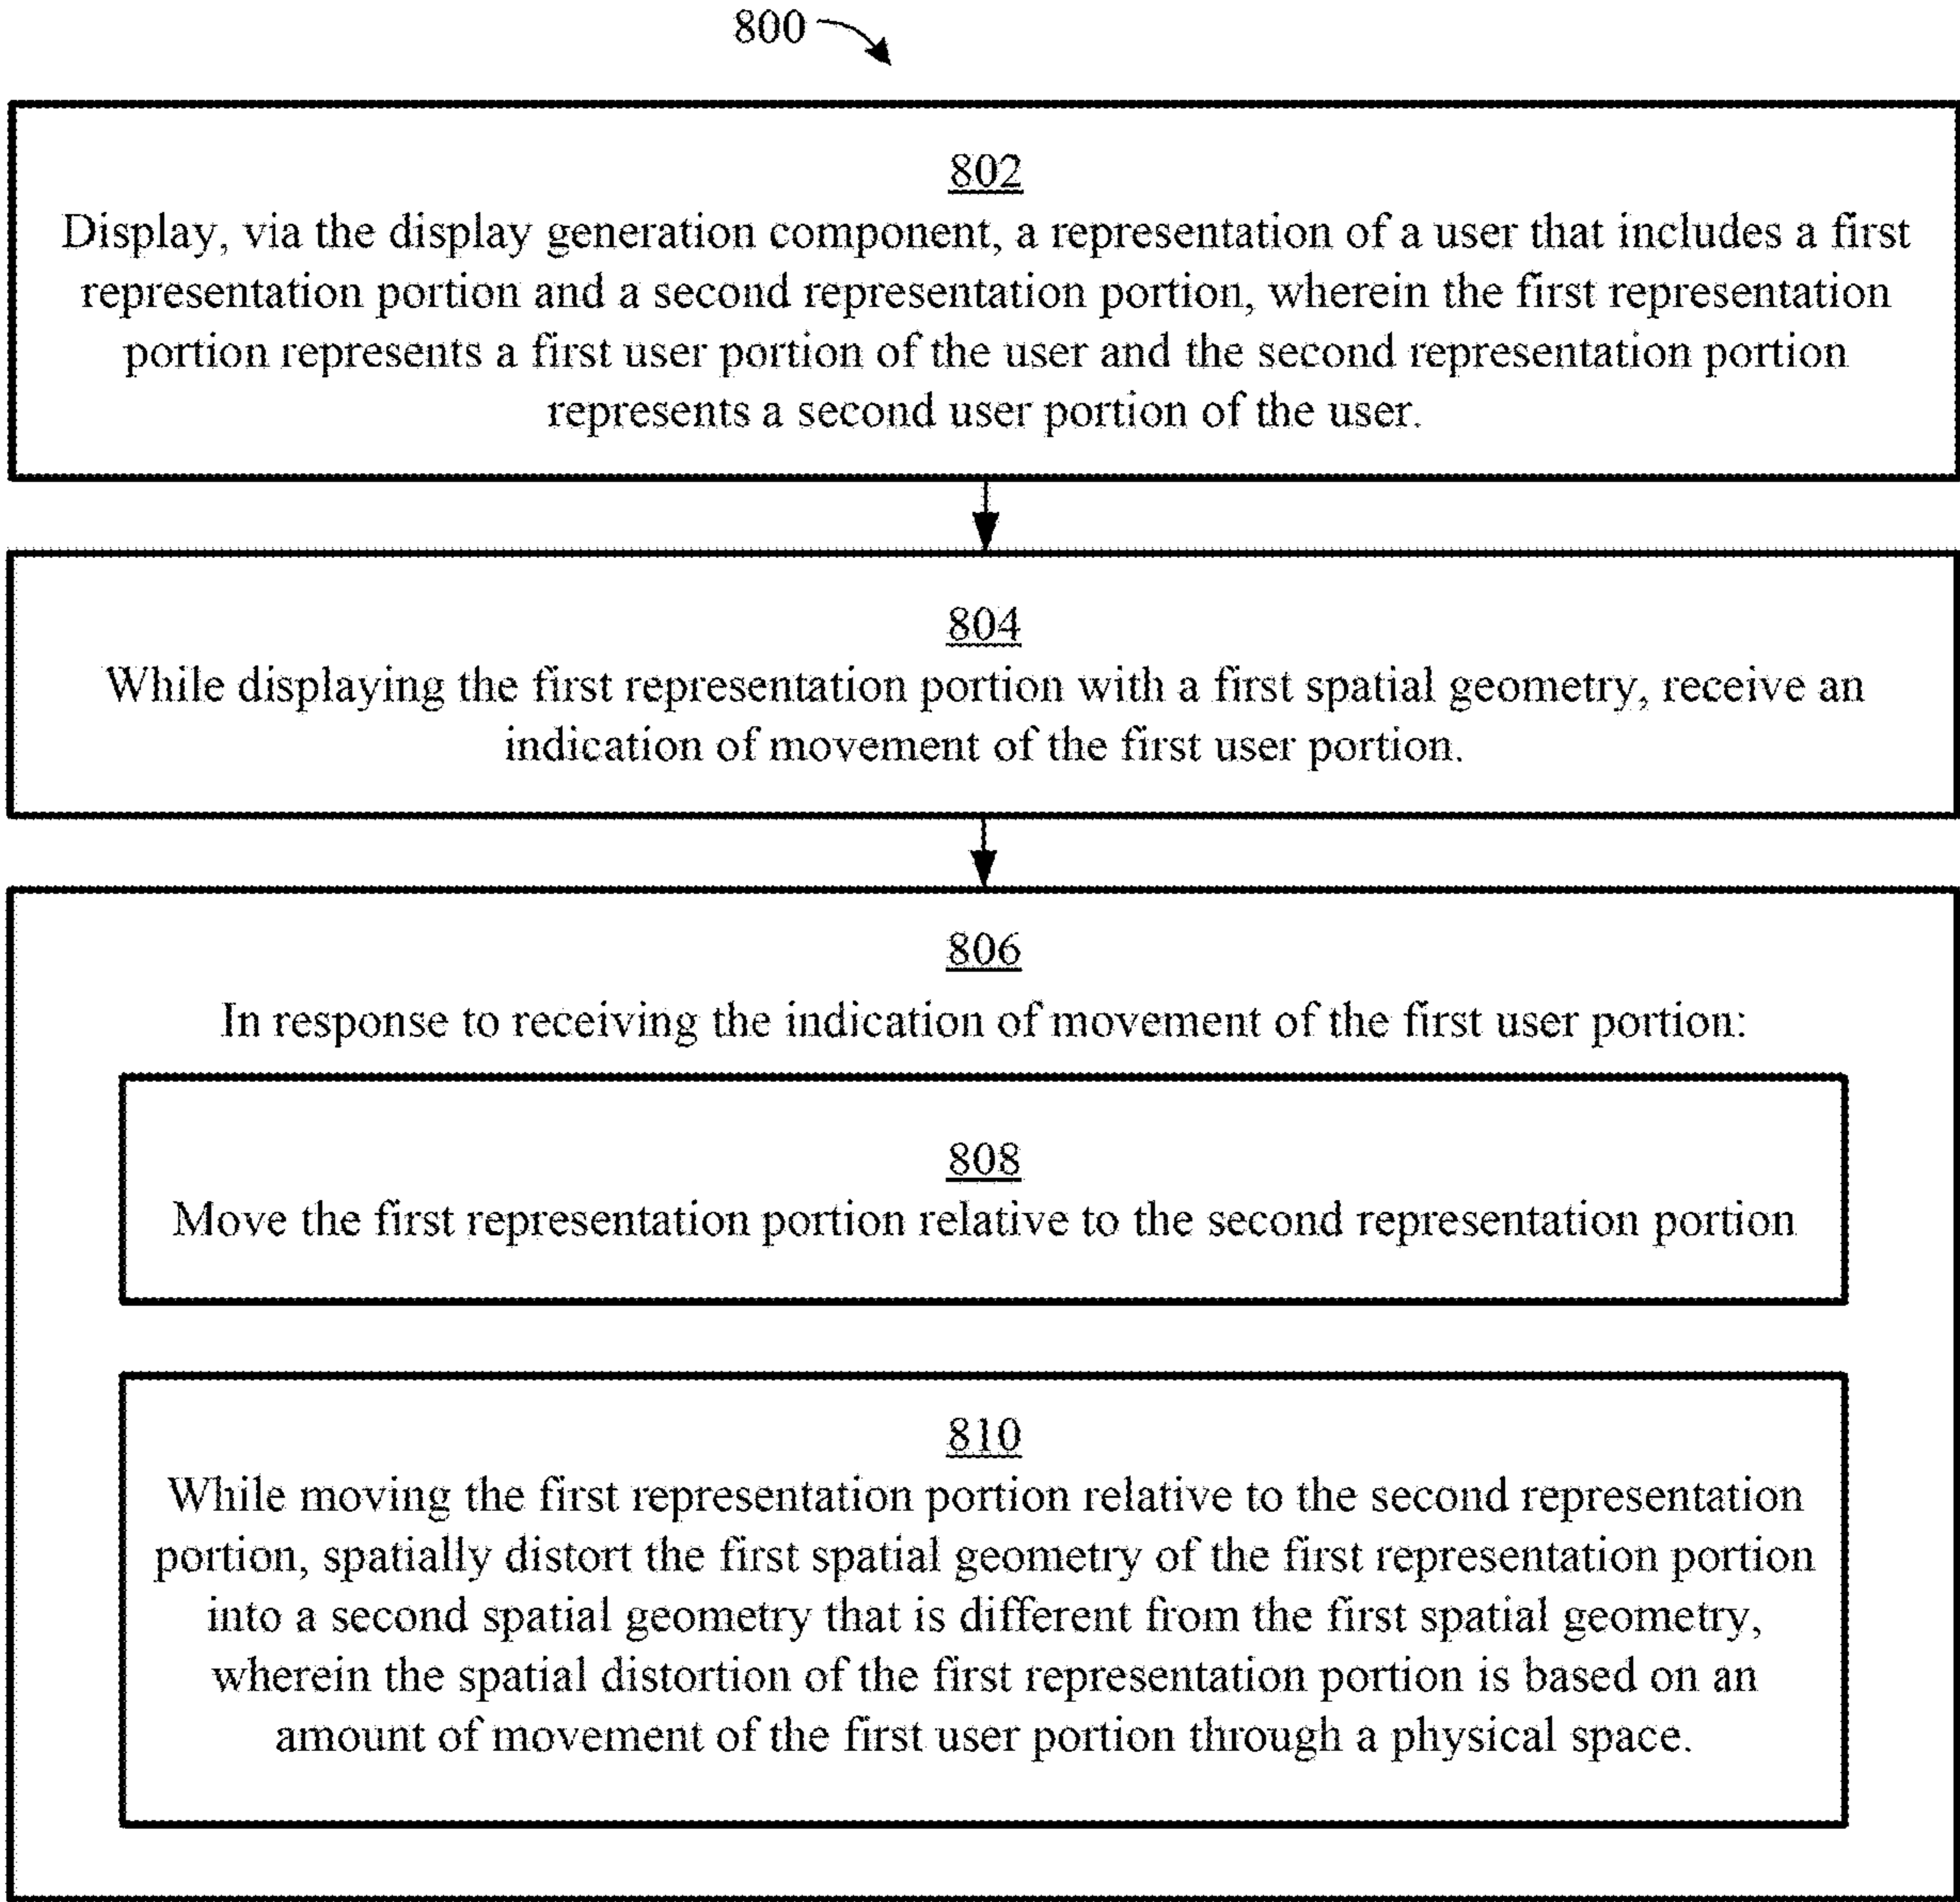 800
802
Display, via the display generation component, a representation of a user that includes a first
representation portion and a second representation portion, wherein the first representation
portion represents a first user portion of the user and the second representation portion
represents a second user portion of the user.
804
While displaying the first representation portion with a first spatial geometry, receive an
indication of movement of the first user portion.
806
In response to receiving the indication of movement of the first user portion:
808
Move the first representation portion relative to the second representation portion
810
While moving the first representation portion relative to the second representation
portion, spatially distort the first spatial geometry of the first representation portion
into a second spatial geometry that is different from the first spatial geometry,
wherein the spatial distortion of the first representation portion is based on an
amount of movement of the first user portion through a physical space.